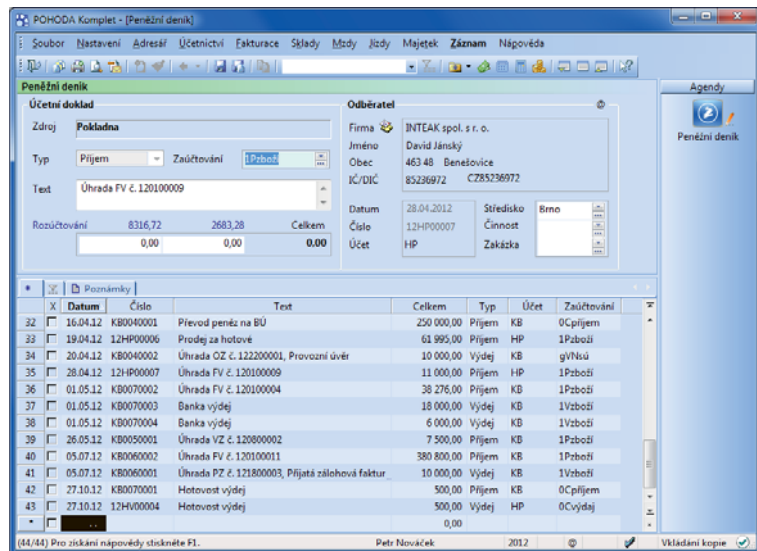 POHODA Komplet - [Peněžní deník]
Soubor Nastavení Adresář Účetnictví Fakturace Sklady Mzdy Jízdy Majetek Záznam Nápověda
Peněžní deník
Agendy
Účetní doklad
Odběratel
Peněžní deník
Zdroj Pokladna
Firma INTEAK spol. s r. o.
Jméno David Jánský
Typ Příjem Zaúčtování 1Pzboží
Obec 463 48 Benešovice
IČ/DIČ 85236972 CZ85236972
Text Úhrada FV č. 120100009
Datum 28.04.2012 Středisko Brno
Rozúčtování 8316,72 2683,28 Celkem
Číslo 12HP00007 Činnost
0,00 0,00 0.00
Účet HP Zakázka
* Poznámky
X Datum Číslo Text Celkem Typ Účet Zaúčtování
32 16.04.12 KB0040001 Převod peněz na BÚ 250 000,00 Příjem KB 0Cpříjem
33 19.04.12 12HP00006 Prodej za hotové 61 995,00 Příjem HP 1Pzboží
34 20.04.12 KB0040002 Úhrada OZ č. 122200001, Provozní úvěr 10 000,00 Výdej KB gVNsú
35 28.04.12 12HP00007 Úhrada FV č. 120100009 11 000,00 Příjem HP 1Pzboží
36 01.05.12 KB0070002 Úhrada FV č. 120100004 38 276,00 Příjem KB 1Pzboží
37 01.05.12 KB0070003 Banka výdej 18 000,00 Výdej KB 1Vzboží
38 01.05.12 KB0070004 Banka výdej 6 000,00 Výdej KB 1Vzboží
39 26.05.12 KB0050001 Úhrada VZ č. 120800002 7 500,00 Příjem KB 1Pzboží
40 05.07.12 KB0060002 Úhrada FV č. 120100011 380 800,00 Příjem KB 1Pzboží
41 05.07.12 KB0060001 Úhrada PZ č. 121800003, Přijatá zálohová faktur 10 000,00 Výdej KB 1Vzboží
42 27.10.12 KB0070001 Hotovost výdej 500,00 Příjem KB 0Cpříjem
43 27.10.12 12HV00004 Hotovost výdej 500,00 Výdej HP 0Cvýdaj
* . . 0,00
(44/44) Pro získání nápovědy stiskněte F1. Petr Nováček 2012 @ Vkládání kopie